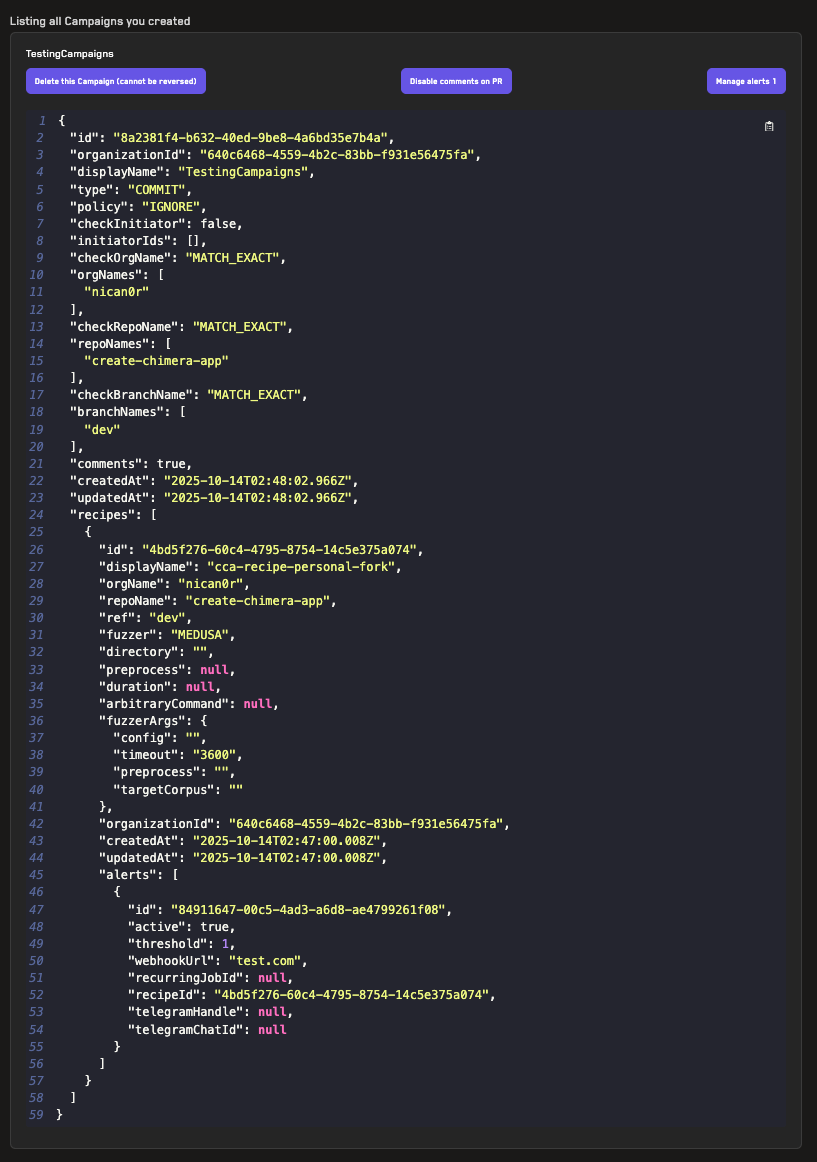 Listing all Campaigns you created
TestingCampaigns
Delete this Campaign (cannot be reversed) Disable comments on PR Manage alerts 1
1 {
2 "id": "8a2381f4-b632-40ed-9be8-4a6bd35e7b4a",
3 "organizationId": "640c6468-4559-4b2c-83bb-f931e56475fa",
4 "displayName": "TestingCampaigns",
5 "type": "COMMIT",
6 "policy": "IGNORE",
7 "checkInitiator": false,
8 "initiatorIds": [],
9 "checkOrgName": "MATCH_EXACT",
10 "orgNames": [
11 "nican0r"
12 ],
13 "checkRepoName": "MATCH_EXACT",
14 "repoNames": [
15 "create-chimera-app"
16 ],
17 "checkBranchName": "MATCH_EXACT",
18 "branchNames": [
19 "dev"
20 ],
21 "comments": true,
22 "createdAt": "2025-10-14T02:48:02.966Z",
23 "updatedAt": "2025-10-14T02:48:02.966Z",
24 "recipes": [
25 {
26 "id": "4bd5f276-60c4-4795-8754-14c5e375a074",
27 "displayName": "cca-recipe-personal-fork",
28 "orgName": "nican0r",
29 "repoName": "create-chimera-app",
30 "ref": "dev",
31 "fuzzer": "MEDUSA",
32 "directory": "",
33 "preprocess": null,
34 "duration": null,
35 "arbitraryCommand": null,
36 "fuzzerArgs": {
37 "config": "",
38 "timeout": "3600",
39 "preprocess": "",
40 "targetCorpus": ""
41 },
42 "organizationId": "640c6468-4559-4b2c-83bb-f931e56475fa",
43 "createdAt": "2025-10-14T02:47:00.008Z",
44 "updatedAt": "2025-10-14T02:47:00.008Z",
45 "alerts": [
46 {
47 "id": "84911647-00c5-4ad3-a6d8-ae4799261f08",
48 "active": true,
49 "threshold": 1,
50 "webhookUrl": "test.com",
51 "recurringJobId": null,
52 "recipeId": "4bd5f276-60c4-4795-8754-14c5e375a074",
53 "telegramHandle": null,
54 "telegramChatId": null
55 }
56 ]
57 }
58 ]
59 }